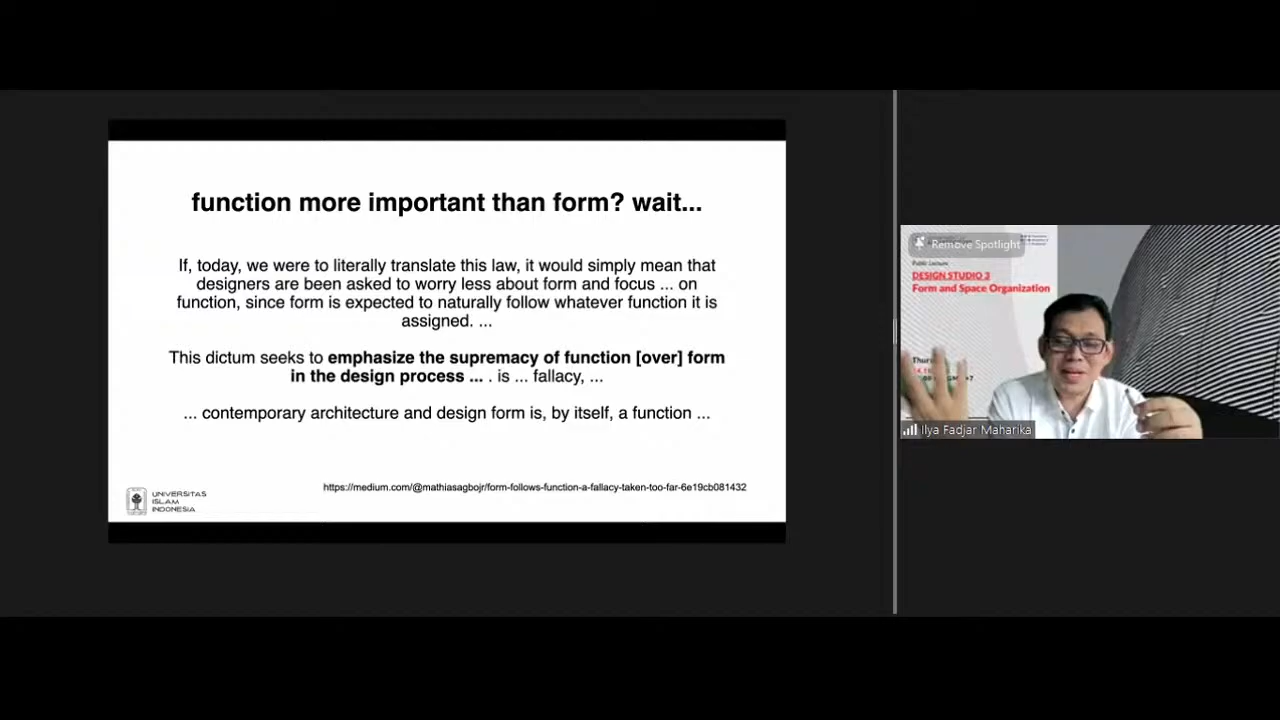 function more important than form? wait...
If, today, we were to literally translate this law, it would simply mean that
designers are been asked to worry less about form and focus ... on
function, since form is expected to naturally follow whatever function it is
assigned. ...
This dictum seeks to emphasize the supremacy of function [over] form
in the design process ... . is ... fallacy, ...
... contemporary architecture and design form is, by itself, a function ...
https://medium.com/@mathiasagbojr/form-follows-function-a-fallacy-taken-too-far-6e19cb081432
UNIVERSITAS
ISLAM
INDONESIA
Remove Spotlight
Public Lecture
DESIGN STUDIO 3
Form and Space Organization
Ilya Fadjar Maharika